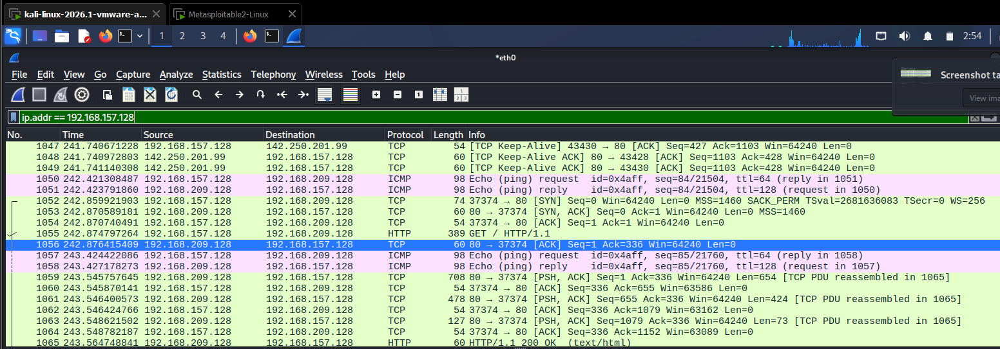 kali-linux-2026.1-vmware-a... Metasploitable2-Linux
1 2 3 4 2:54
*eth0
File Edit View Go Capture Analyze Statistics Telephony Wireless Tools Help
Screenshot ta
View ima
ip.addr == 192.168.157.128
No. Time Source Destination Protocol Length Info
1047 241.740671228 192.168.157.128 142.250.201.99 TCP 54 [TCP Keep-Alive] 43430 → 80 [ACK] Seq=427 Ack=1103 Win=64240 Len=0
1048 241.740972803 142.250.201.99 192.168.157.128 TCP 60 [TCP Keep-Alive ACK] 80 → 43428 [ACK] Seq=1103 Ack=428 Win=64240 Len=0
1049 241.741140308 142.250.201.99 192.168.157.128 TCP 60 [TCP Keep-Alive ACK] 80 → 43430 [ACK] Seq=1103 Ack=428 Win=64240 Len=0
1050 242.421308487 192.168.157.128 192.168.209.128 ICMP 98 Echo (ping) request id=0x4aff, seq=84/21504, ttl=64 (reply in 1051)
1051 242.423791860 192.168.209.128 192.168.157.128 ICMP 98 Echo (ping) reply id=0x4aff, seq=84/21504, ttl=128 (request in 1050)
1052 242.859921903 192.168.157.128 192.168.209.128 TCP 74 37374 → 80 [SYN] Seq=0 Win=64240 Len=0 MSS=1460 SACK_PERM TSval=2681636083 TSecr=0 WS=256
1053 242.870589181 192.168.209.128 192.168.157.128 TCP 60 80 → 37374 [SYN, ACK] Seq=0 Ack=1 Win=64240 Len=0 MSS=1460
1054 242.870740491 192.168.157.128 192.168.209.128 TCP 54 37374 → 80 [ACK] Seq=1 Ack=1 Win=64240 Len=0
1055 242.874797264 192.168.157.128 192.168.209.128 HTTP 389 GET / HTTP/1.1
1056 242.876415409 192.168.209.128 192.168.157.128 TCP 60 80 → 37374 [ACK] Seq=1 Ack=336 Win=64240 Len=0
1057 243.424422086 192.168.157.128 192.168.209.128 ICMP 98 Echo (ping) request id=0x4aff, seq=85/21760, ttl=64 (reply in 1058)
1058 243.427178273 192.168.209.128 192.168.157.128 ICMP 98 Echo (ping) reply id=0x4aff, seq=85/21760, ttl=128 (request in 1057)
1059 243.545757645 192.168.209.128 192.168.157.128 TCP 708 80 → 37374 [PSH, ACK] Seq=1 Ack=336 Win=64240 Len=654 [TCP PDU reassembled in 1065]
1060 243.545870141 192.168.157.128 192.168.209.128 TCP 54 37374 → 80 [ACK] Seq=336 Ack=655 Win=63586 Len=0
1061 243.546400573 192.168.209.128 192.168.157.128 TCP 478 80 → 37374 [PSH, ACK] Seq=655 Ack=336 Win=64240 Len=424 [TCP PDU reassembled in 1065]
1062 243.546424766 192.168.157.128 192.168.209.128 TCP 54 37374 → 80 [ACK] Seq=336 Ack=1079 Win=63162 Len=0
1063 243.548621502 192.168.209.128 192.168.157.128 TCP 127 80 → 37374 [PSH, ACK] Seq=1079 Ack=336 Win=64240 Len=73 [TCP PDU reassembled in 1065]
1064 243.548782187 192.168.157.128 192.168.209.128 TCP 54 37374 → 80 [ACK] Seq=336 Ack=1152 Win=63089 Len=0
1065 243.564748841 192.168.209.128 192.168.157.128 HTTP 60 HTTP/1.1 200 OK (text/html)